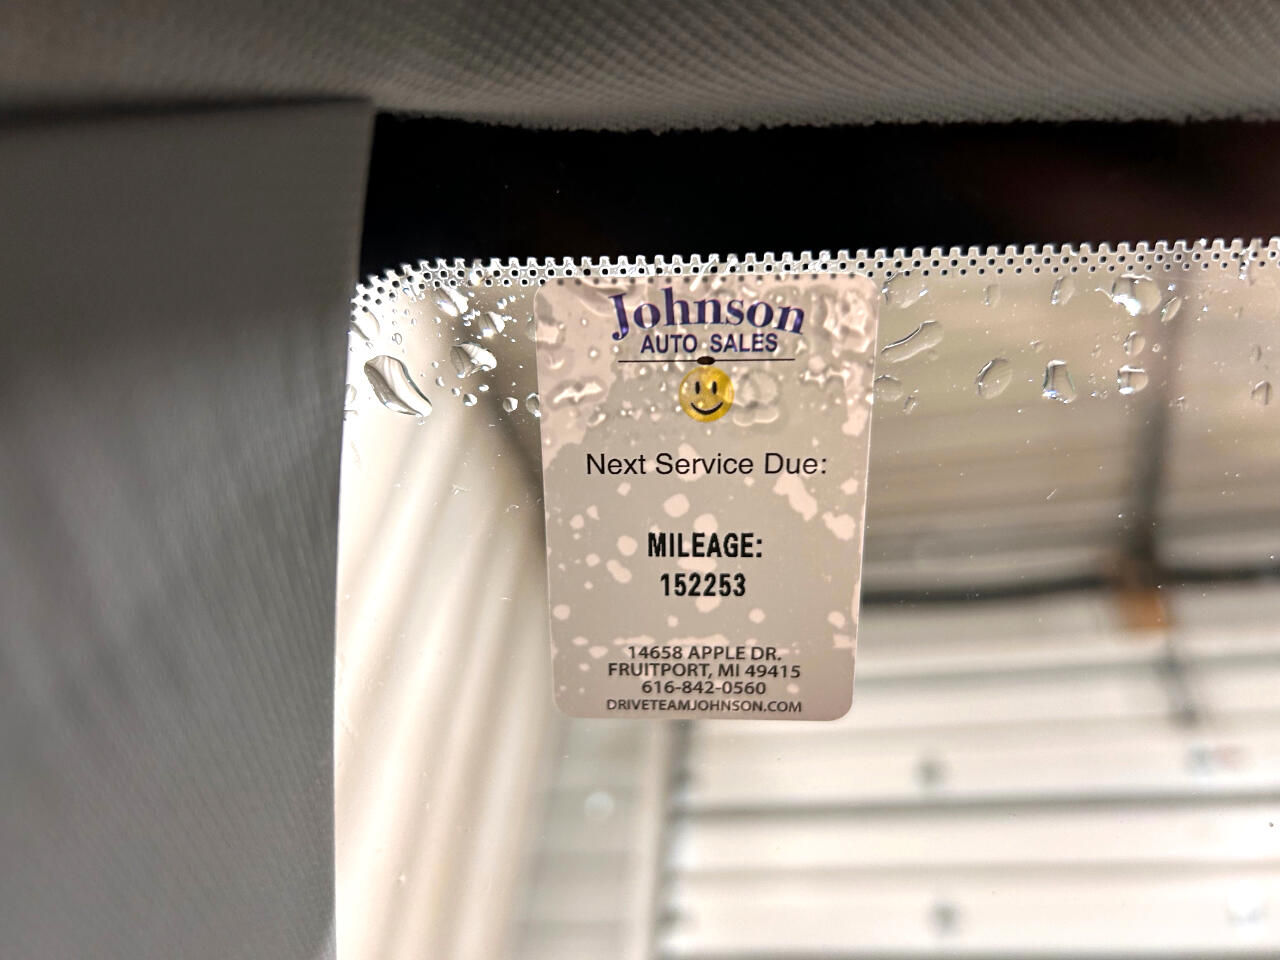 Johnson
AUTO SALES
Next Service Due:
MILEAGE:
152253
14658 APPLE DR.
FRUITPORT, MI 49415
616-842-0560
DRIVETEAMJOHNSON.COM